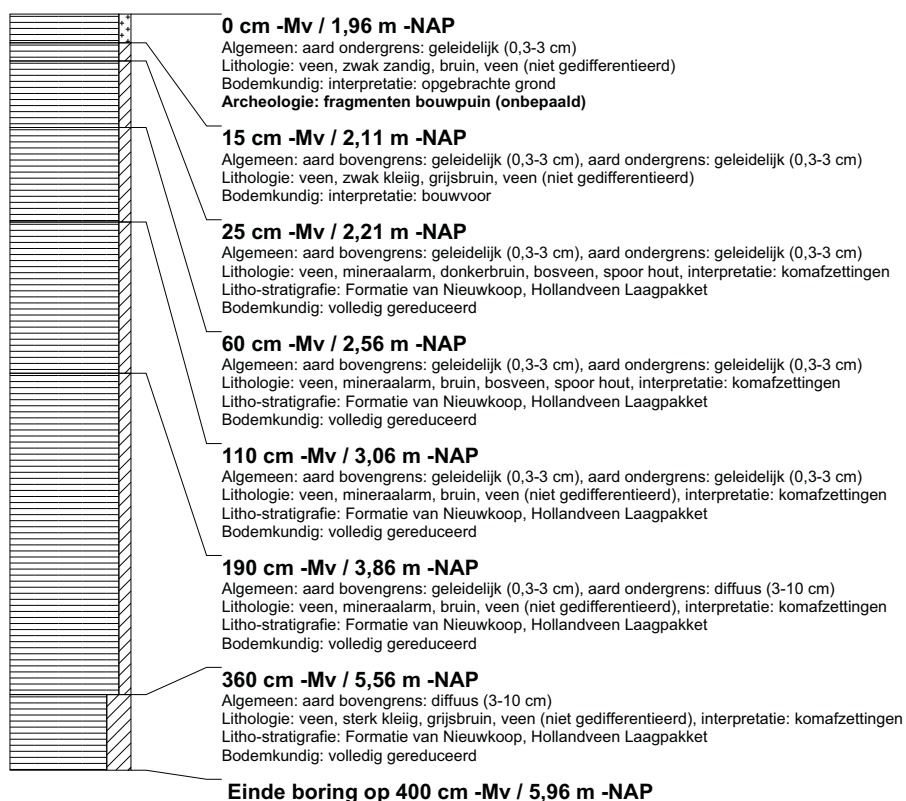 0 cm -Mv / 1,96 m -NAP
Algemeen: aard ondergrens: geleidelijk (0,3-3 cm)
Lithologie: veen, zwak zandig, bruin, veen (niet gedifferentieerd)
Bodemkundig: interpretatie: opgebrachte grond
Archeologie: fragmenten bouwpuin (onbepaald)
15 cm -Mv / 2,11 m -NAP
Algemeen: aard bovengrens: geleidelijk (0,3-3 cm), aard ondergrens: geleidelijk (0,3-3 cm)
Lithologie: veen, zwak kleiig, grijsbruin, veen (niet gedifferentieerd)
Bodemkundig: interpretatie: bouwvoor
25 cm -Mv / 2,21 m -NAP
Algemeen: aard bovengrens: geleidelijk (0,3-3 cm), aard ondergrens: geleidelijk (0,3-3 cm)
Lithologie: veen, mineraalarm, donkerbruin, bosveen, spoor hout, interpretatie: komafzettingen
Litho-stratigrafie: Formatie van Nieuwkoop, Hollandveen Laagpakket
Bodemkundig: volledig gereduceerd
60 cm -Mv / 2,56 m -NAP
Algemeen: aard bovengrens: geleidelijk (0,3-3 cm), aard ondergrens: geleidelijk (0,3-3 cm)
Lithologie: veen, mineraalarm, bruin, bosveen, spoor hout, interpretatie: komafzettingen
Litho-stratigrafie: Formatie van Nieuwkoop, Hollandveen Laagpakket
Bodemkundig: volledig gereduceerd
110 cm -Mv / 3,06 m -NAP
Algemeen: aard bovengrens: geleidelijk (0,3-3 cm), aard ondergrens: geleidelijk (0,3-3 cm)
Lithologie: veen, mineraalarm, bruin, veen (niet gedifferentieerd), interpretatie: komafzettingen
Litho-stratigrafie: Formatie van Nieuwkoop, Hollandveen Laagpakket
Bodemkundig: volledig gereduceerd
190 cm -Mv / 3,86 m -NAP
Algemeen: aard bovengrens: geleidelijk (0,3-3 cm), aard ondergrens: diffuus (3-10 cm)
Lithologie: veen, mineraalarm, bruin, veen (niet gedifferentieerd), interpretatie: komafzettingen
Litho-stratigrafie: Formatie van Nieuwkoop, Hollandveen Laagpakket
Bodemkundig: volledig gereduceerd
360 cm -Mv / 5,56 m -NAP
Algemeen: aard bovengrens: diffuus (3-10 cm)
Lithologie: veen, sterk kleiig, grijsbruin, veen (niet gedifferentieerd), interpretatie: komafzettingen
Litho-stratigrafie: Formatie van Nieuwkoop, Hollandveen Laagpakket
Bodemkundig: volledig gereduceerd
Einde boring op 400 cm -Mv / 5,96 m -NAP